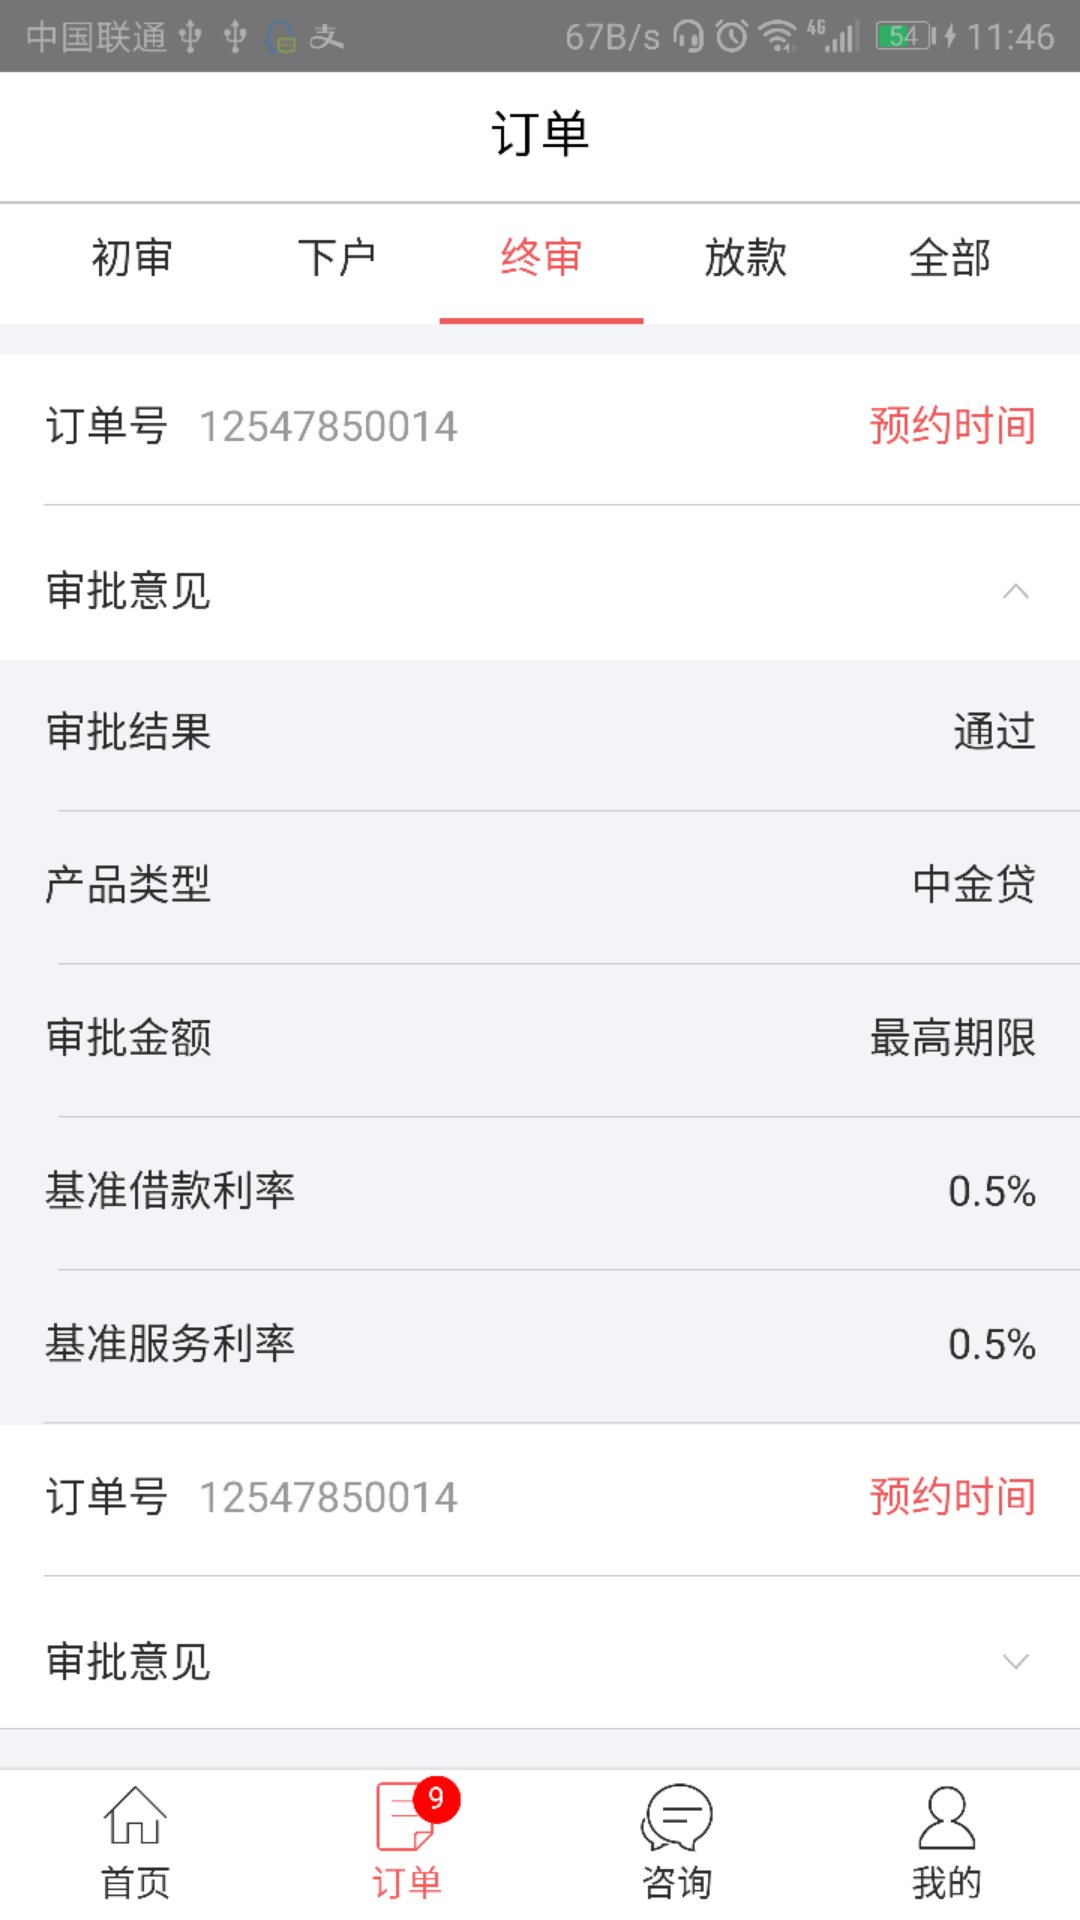 中国联通 支 67B/s 4G 54 11:46
订单
初审 下户 终审 放款 全部
订单号 12547850014 预约时间
审批意见
审批结果 通过
产品类型 中金贷
审批金额 最高期限
基准借款利率 0.5%
基准服务利率 0.5%
订单号 12547850014 预约时间
审批意见
9
首页 订单 咨询 我的